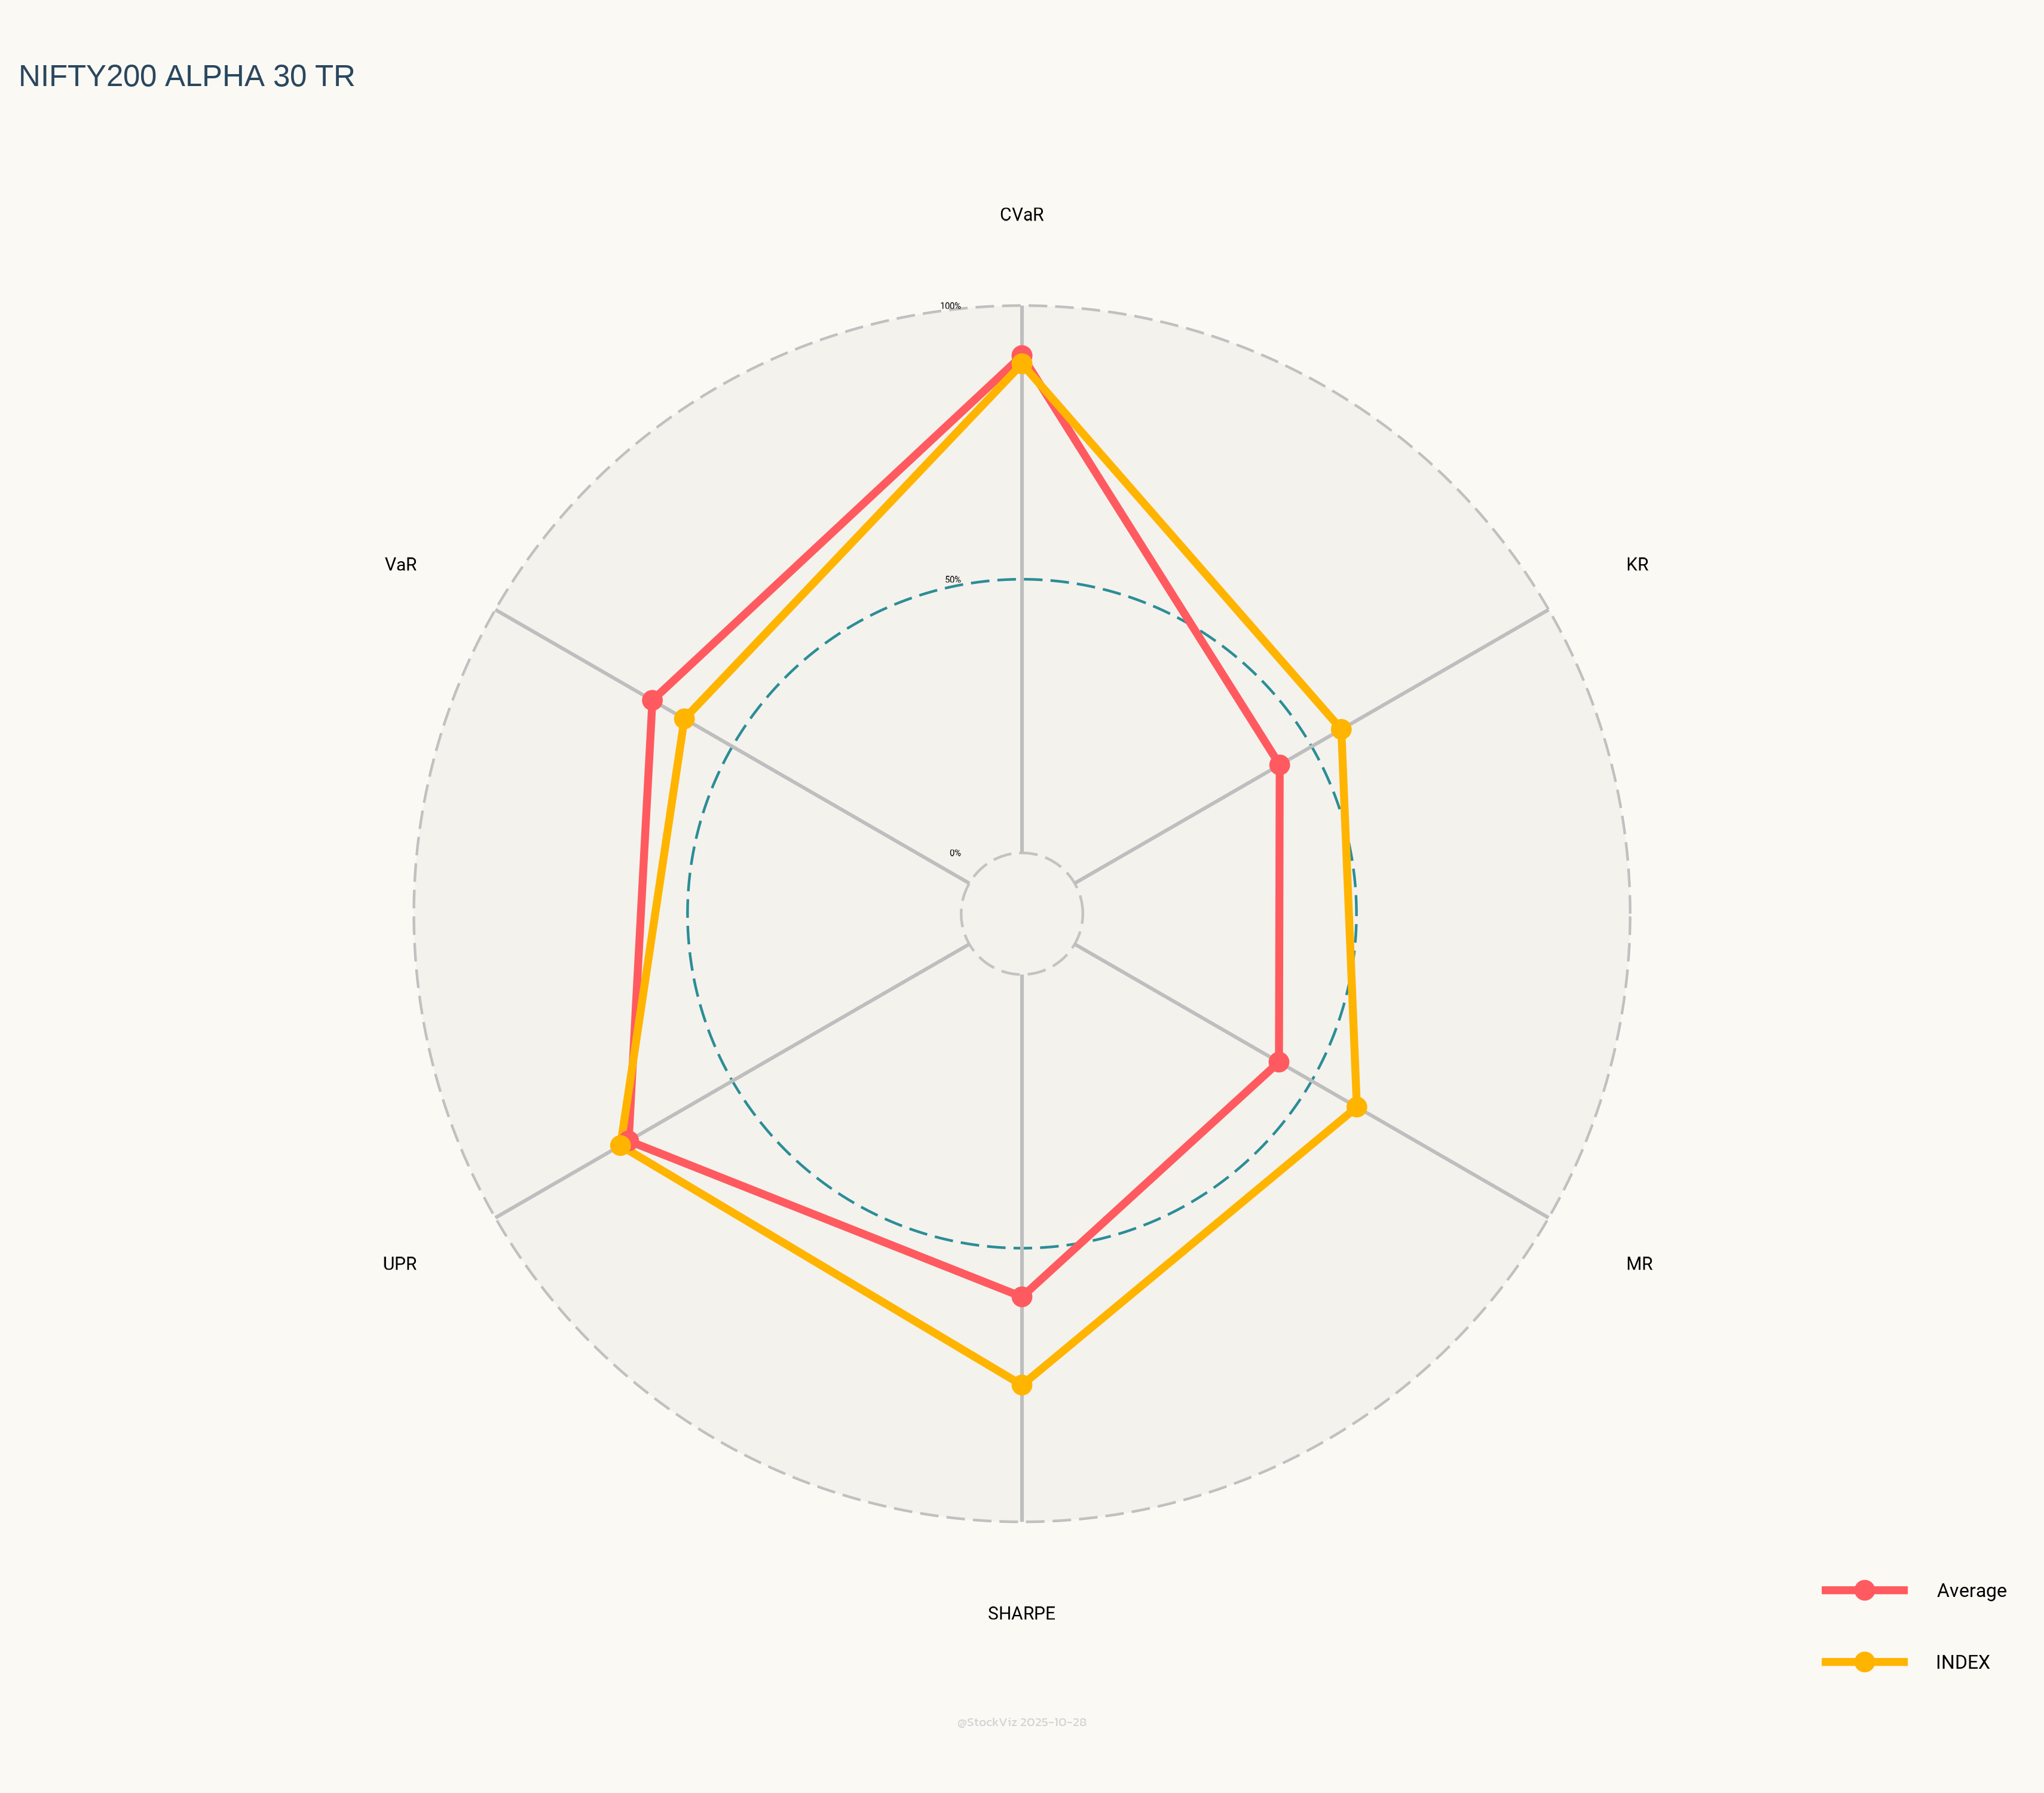 NIFTY200 ALPHA 30 TR
CVaR
100%
VaR
KR
50%
0%
UPR
MR
SHARPE
Average
INDEX
@StockViz 2025-10-28